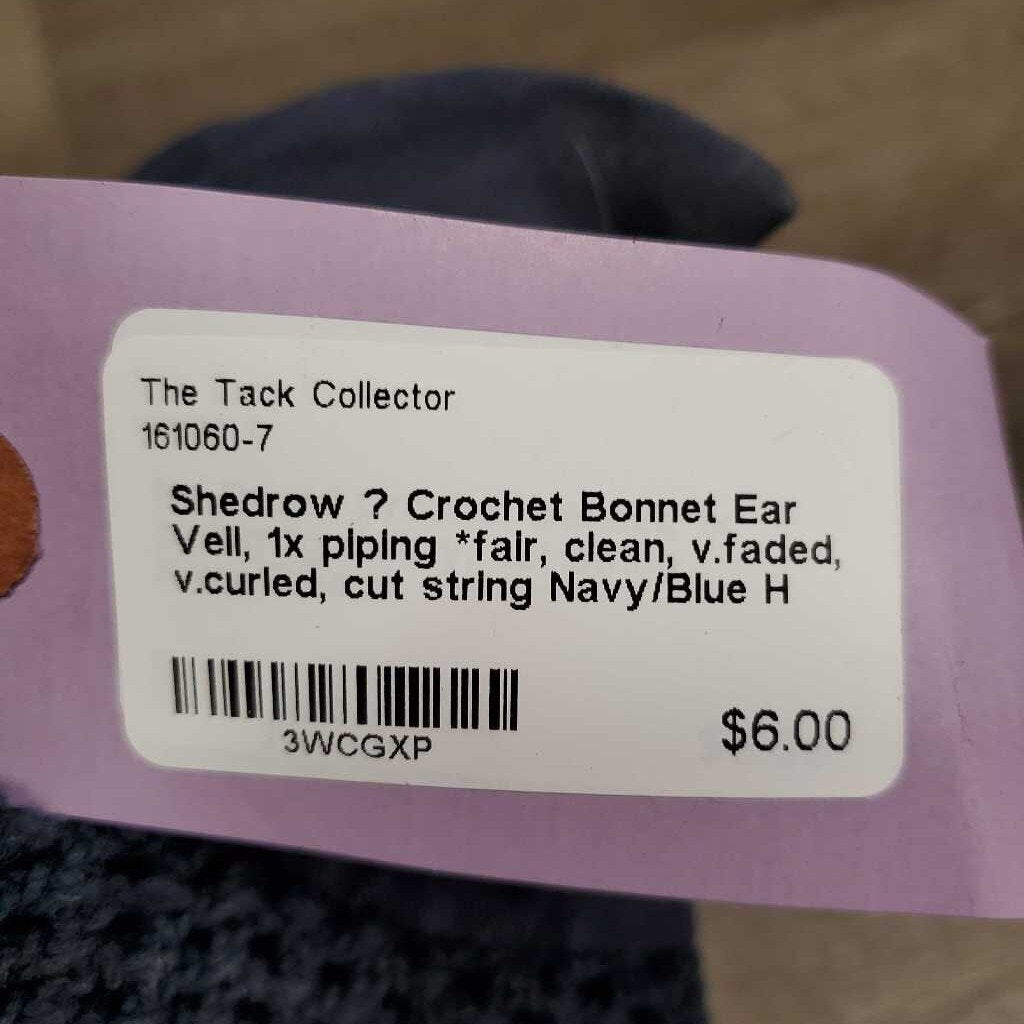 The Tack Collector
161060-7
Shedrow ? Crochet Bonnet Ear
Veil, 1x piping *fair, clean, v.faded,
v.curled, cut string Navy/Blue H
3WCGXP
$6.00